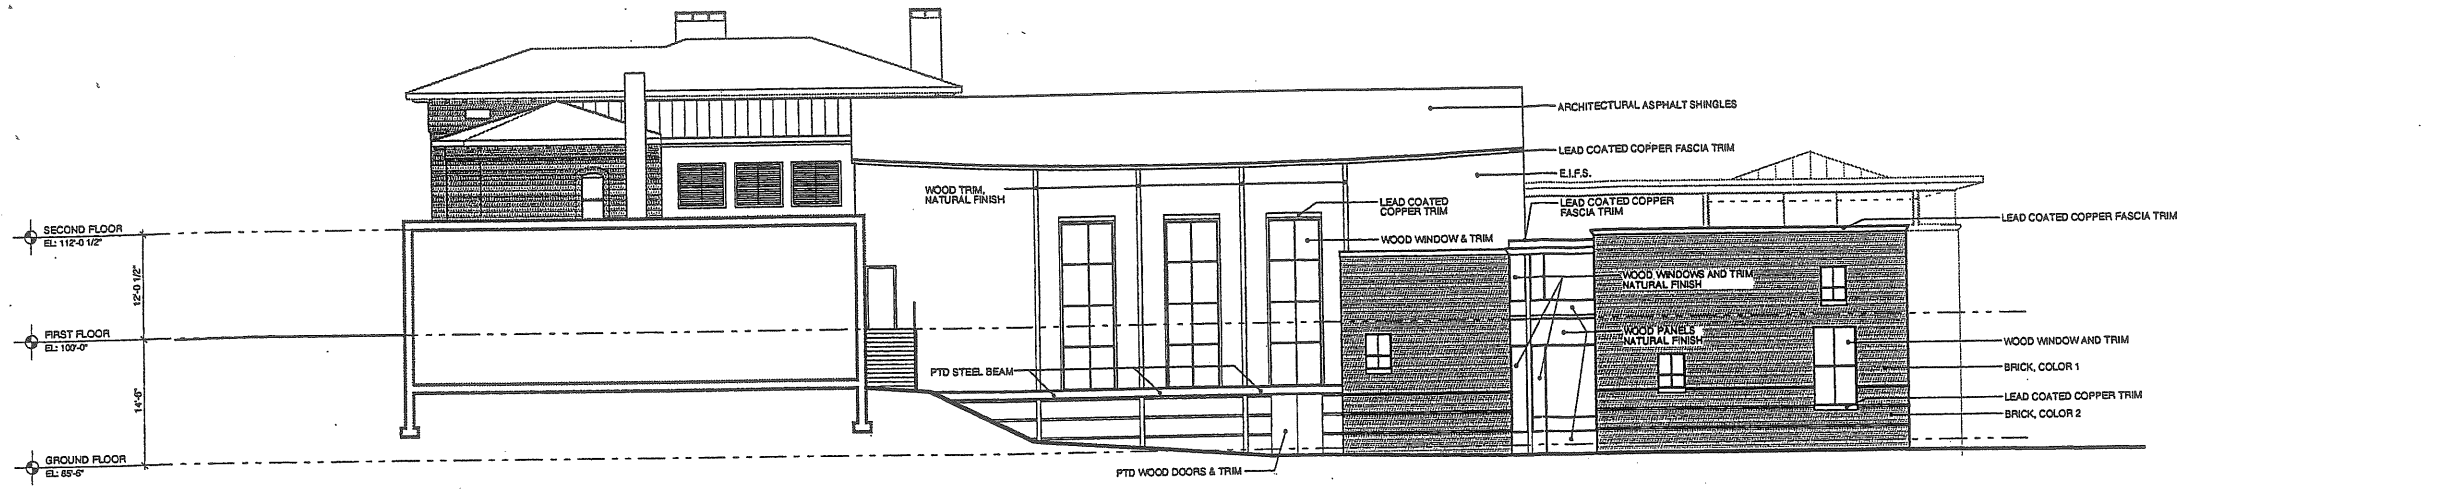 SECOND FLOOR
EL: 112'-0 1/2"
12'-0 1/2"
FIRST FLOOR
EL: 100'-0"
14'-6"
GROUND FLOOR
EL: 85'-6"
WOOD TRIM,
NATURAL FINISH
PTD STEEL BEAM
PTD WOOD DOORS & TRIM
ARCHITECTURAL ASPHALT SHINGLES
LEAD COATED COPPER FASCIA TRIM
E.I.F.S.
LEAD COATED
COPPER TRIM
WOOD WINDOW & TRIM
LEAD COATED COPPER
FASCIA TRIM
WOOD WINDOWS AND TRIM
NATURAL FINISH
WOOD PANELS
NATURAL FINISH
LEAD COATED COPPER FASCIA TRIM
WOOD WINDOW AND TRIM
BRICK, COLOR 1
LEAD COATED COPPER TRIM
BRICK, COLOR 2